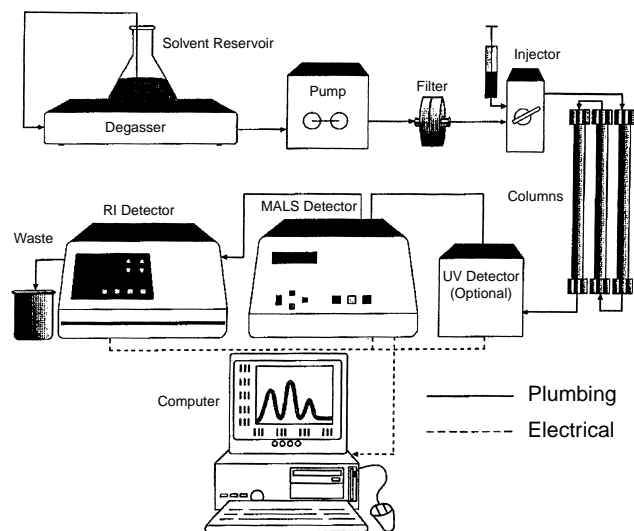 Solvent Reservoir
Injector
Pump
Filter
Degasser
Columns
MALS Detector
RI Detector
Waste
UV Detector
(Optional)
Computer
Plumbing
Electrical